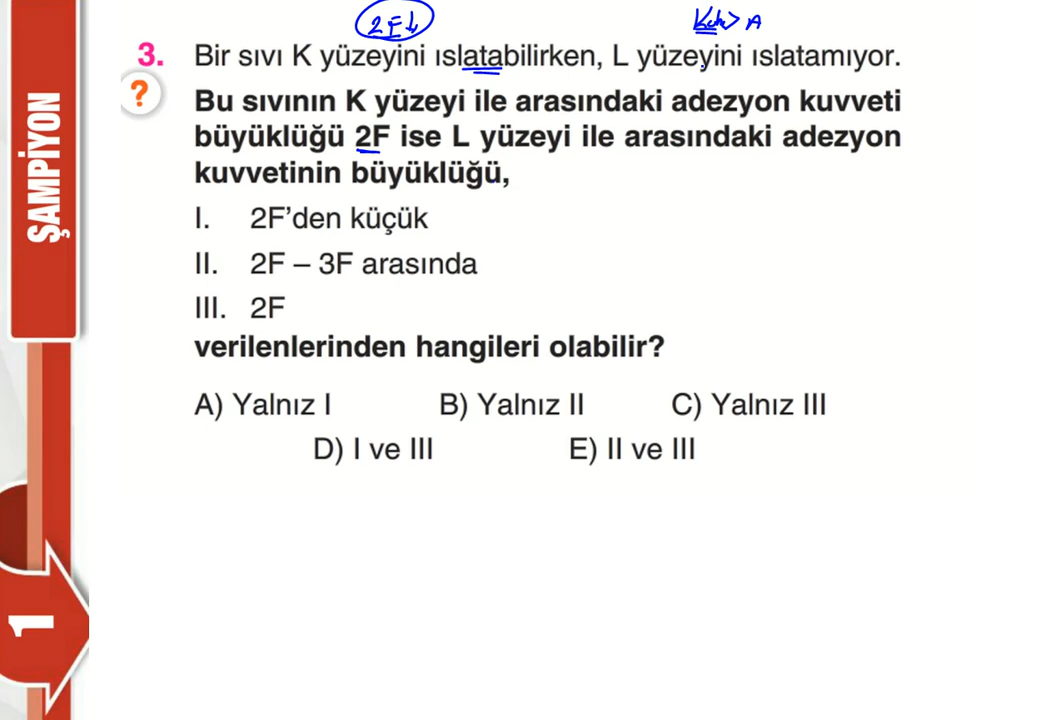 2F↓
Koh > A
3. Bir sıvı K yüzeyini ıslatabilirken, L yüzeyini ıslatamıyor.
?
Bu sıvının K yüzeyi ile arasındaki adezyon kuvveti
büyüklüğü 2F ise L yüzeyi ile arasındaki adezyon
kuvvetinin büyüklüğü,
I. 2F’den küçük
II. 2F – 3F arasında
III. 2F
verilenlerinden hangileri olabilir?
A) Yalnız I B) Yalnız II C) Yalnız III
D) I ve III E) II ve III
ŞAMPİYON
1